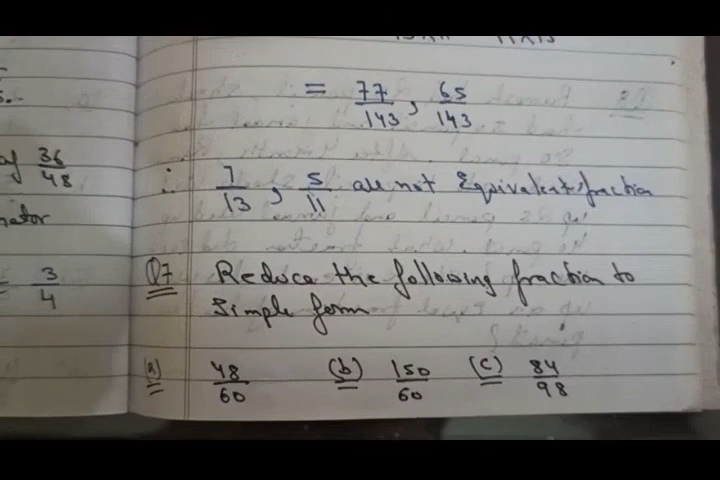 of 36/48
= 3/4
= 77/143, 65/143
∴ 7/13, 5/11 are not Equivalent fraction
Q7 Reduce the following fraction to
Simple form
(a) 48/60 (b) 150/60 (c) 84/98